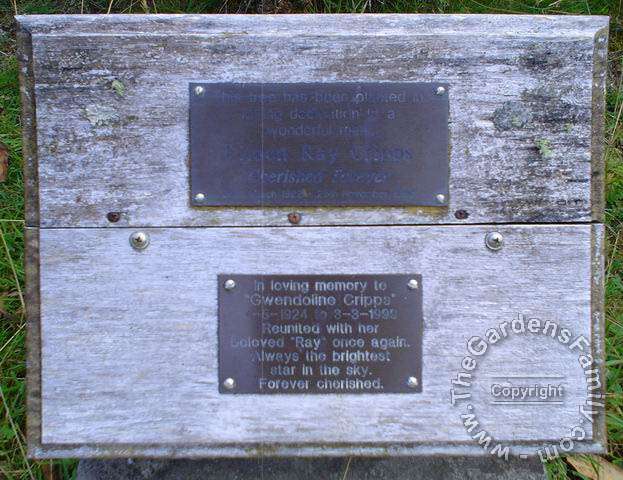 This tree has been planted in
loving dedication to a
wonderful man.
Ray Cripps
Cherished Forever
In loving memory to
"Gwendoline Cripps"
-6-1924 to 8-3-1999
Reunited with her
Beloved "Ray" once again.
Always the brightest
star in the sky.
Forever cherished.
www.TheGardensFamily.com
Copyright